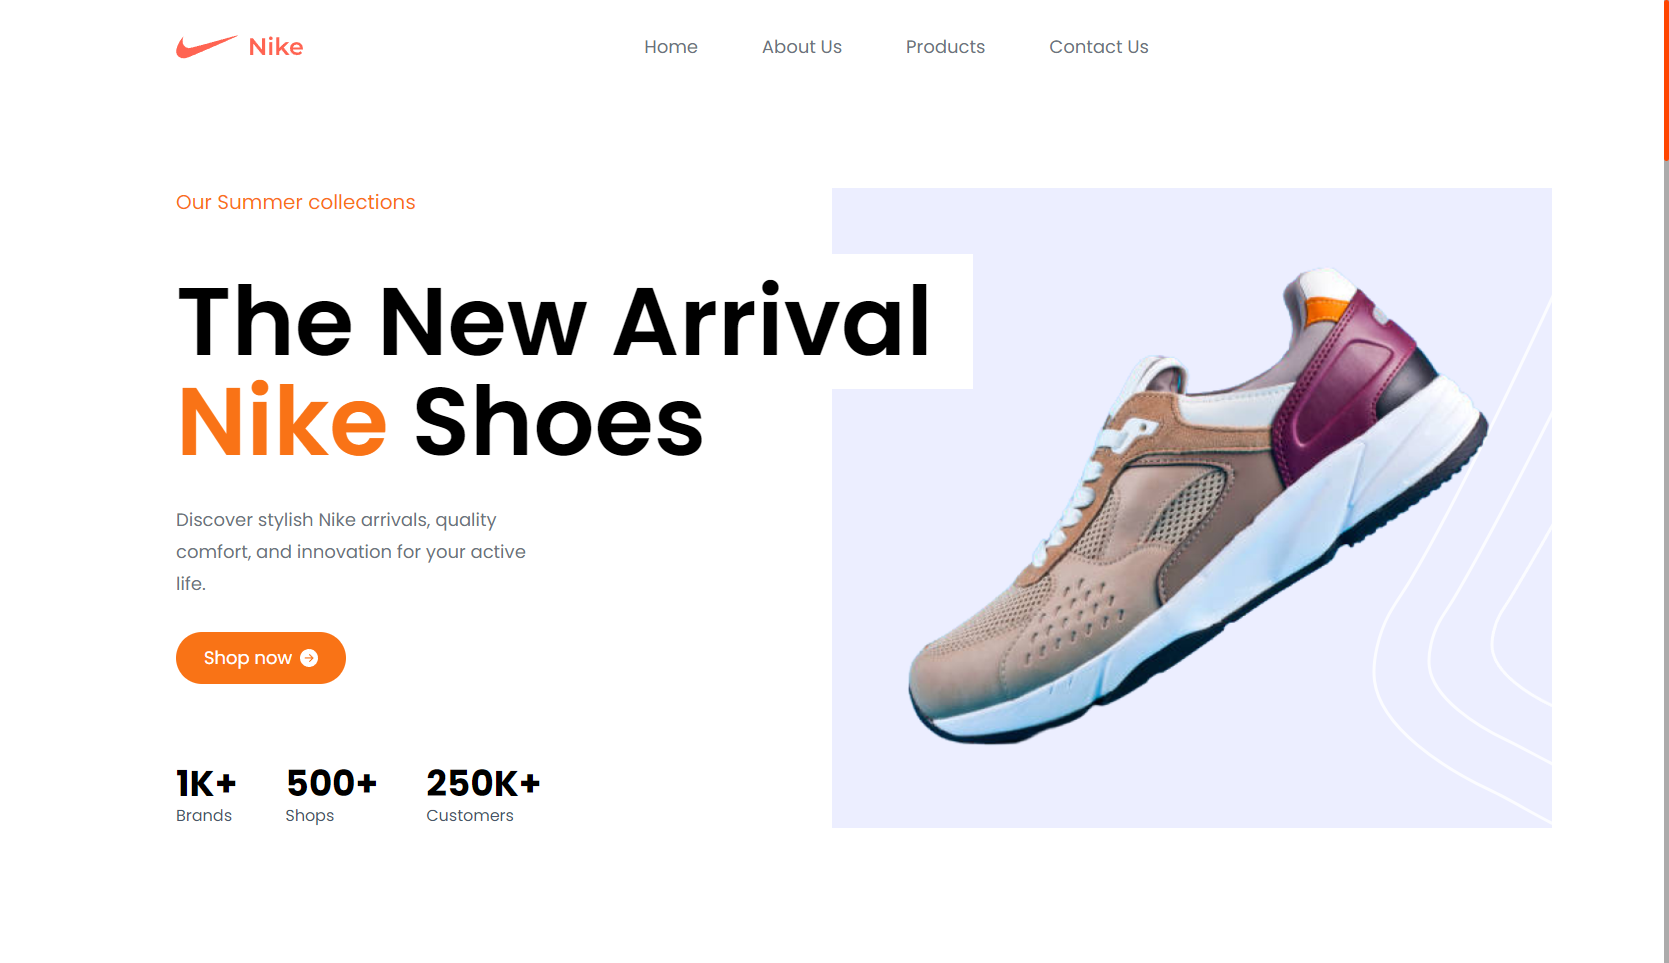 Nike
Home
About Us
Products
Contact Us
Our Summer collections
The New Arrival
Nike Shoes
Discover stylish Nike arrivals, quality
comfort, and innovation for your active
life.
Shop now
1K+
Brands
500+
Shops
250K+
Customers